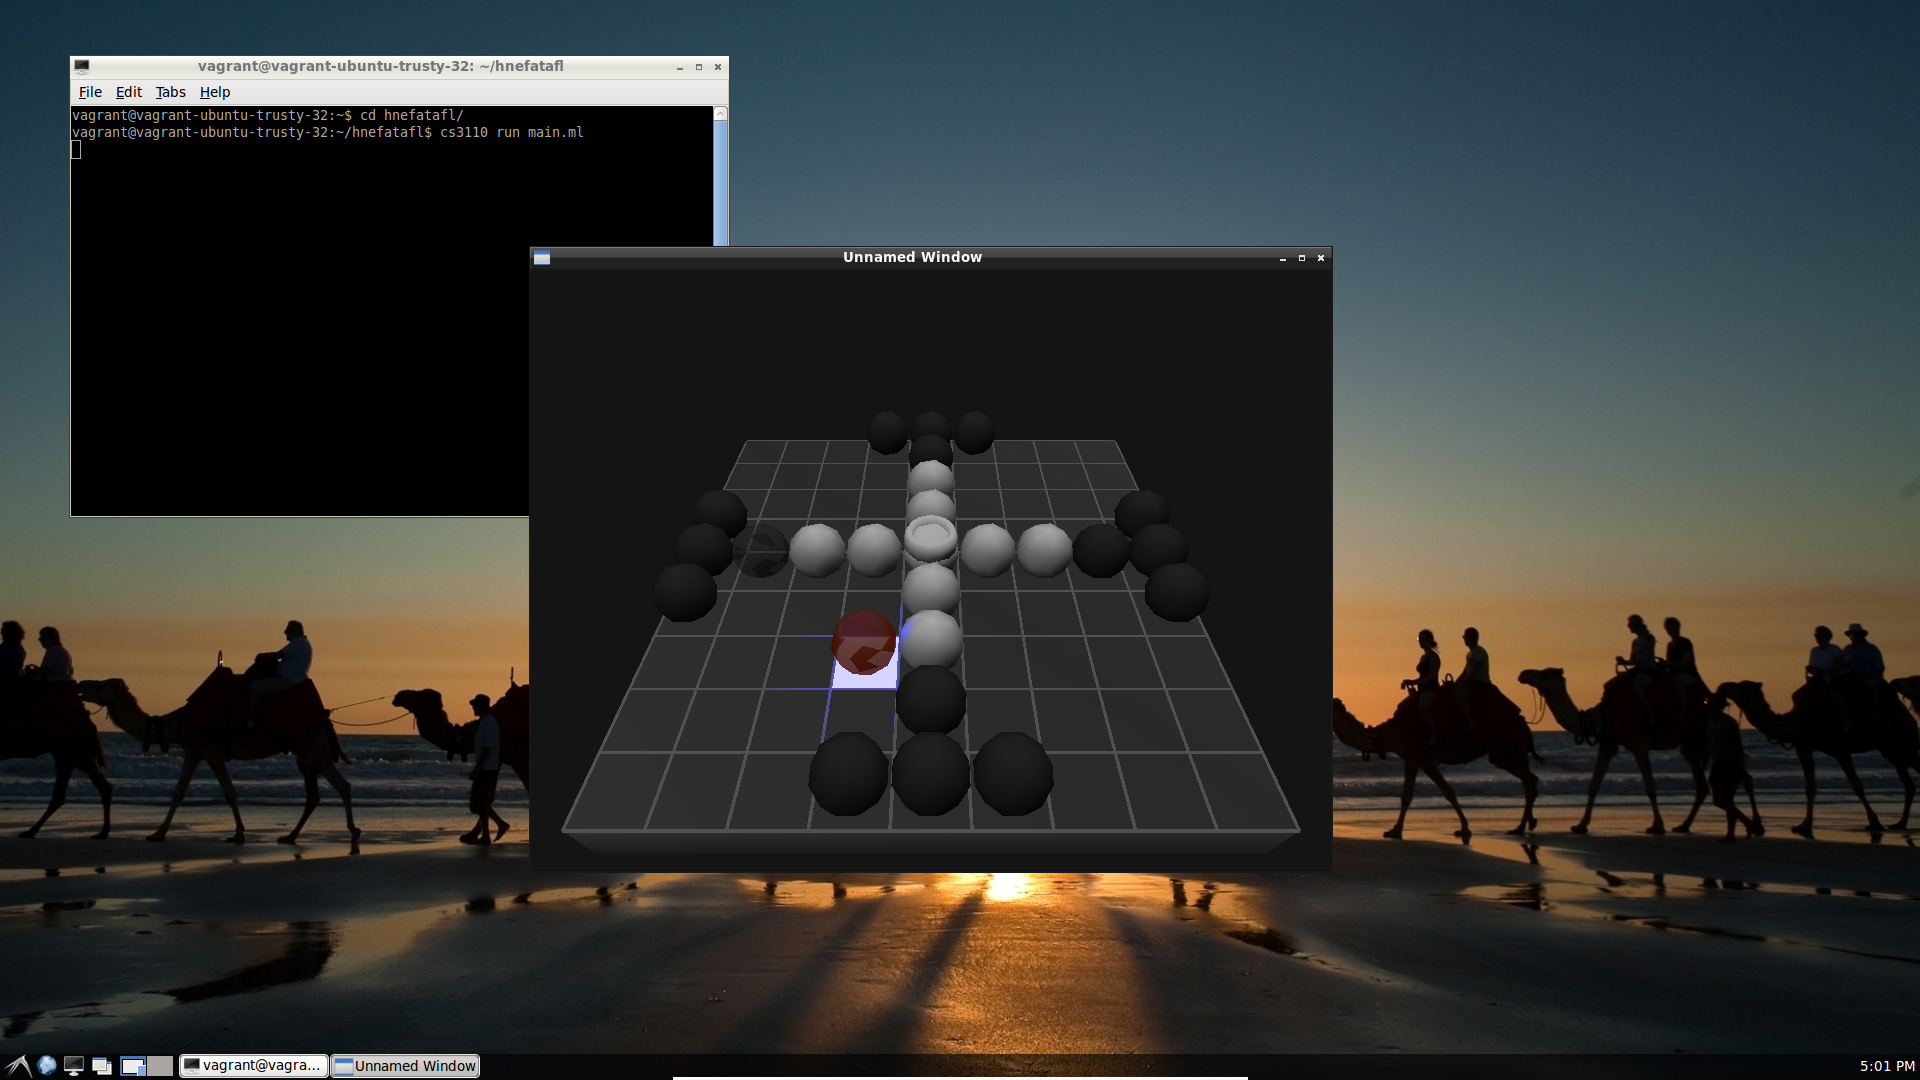 vagrant@vagrant-ubuntu-trusty-32: ~/hnefatafl
File Edit Tabs Help
vagrant@vagrant-ubuntu-trusty-32:~$ cd hnefatafl/
vagrant@vagrant-ubuntu-trusty-32:~/hnefatafl$ cs3110 run main.ml
Unnamed Window
vagrant@vagra...
Unnamed Window
5:01 PM